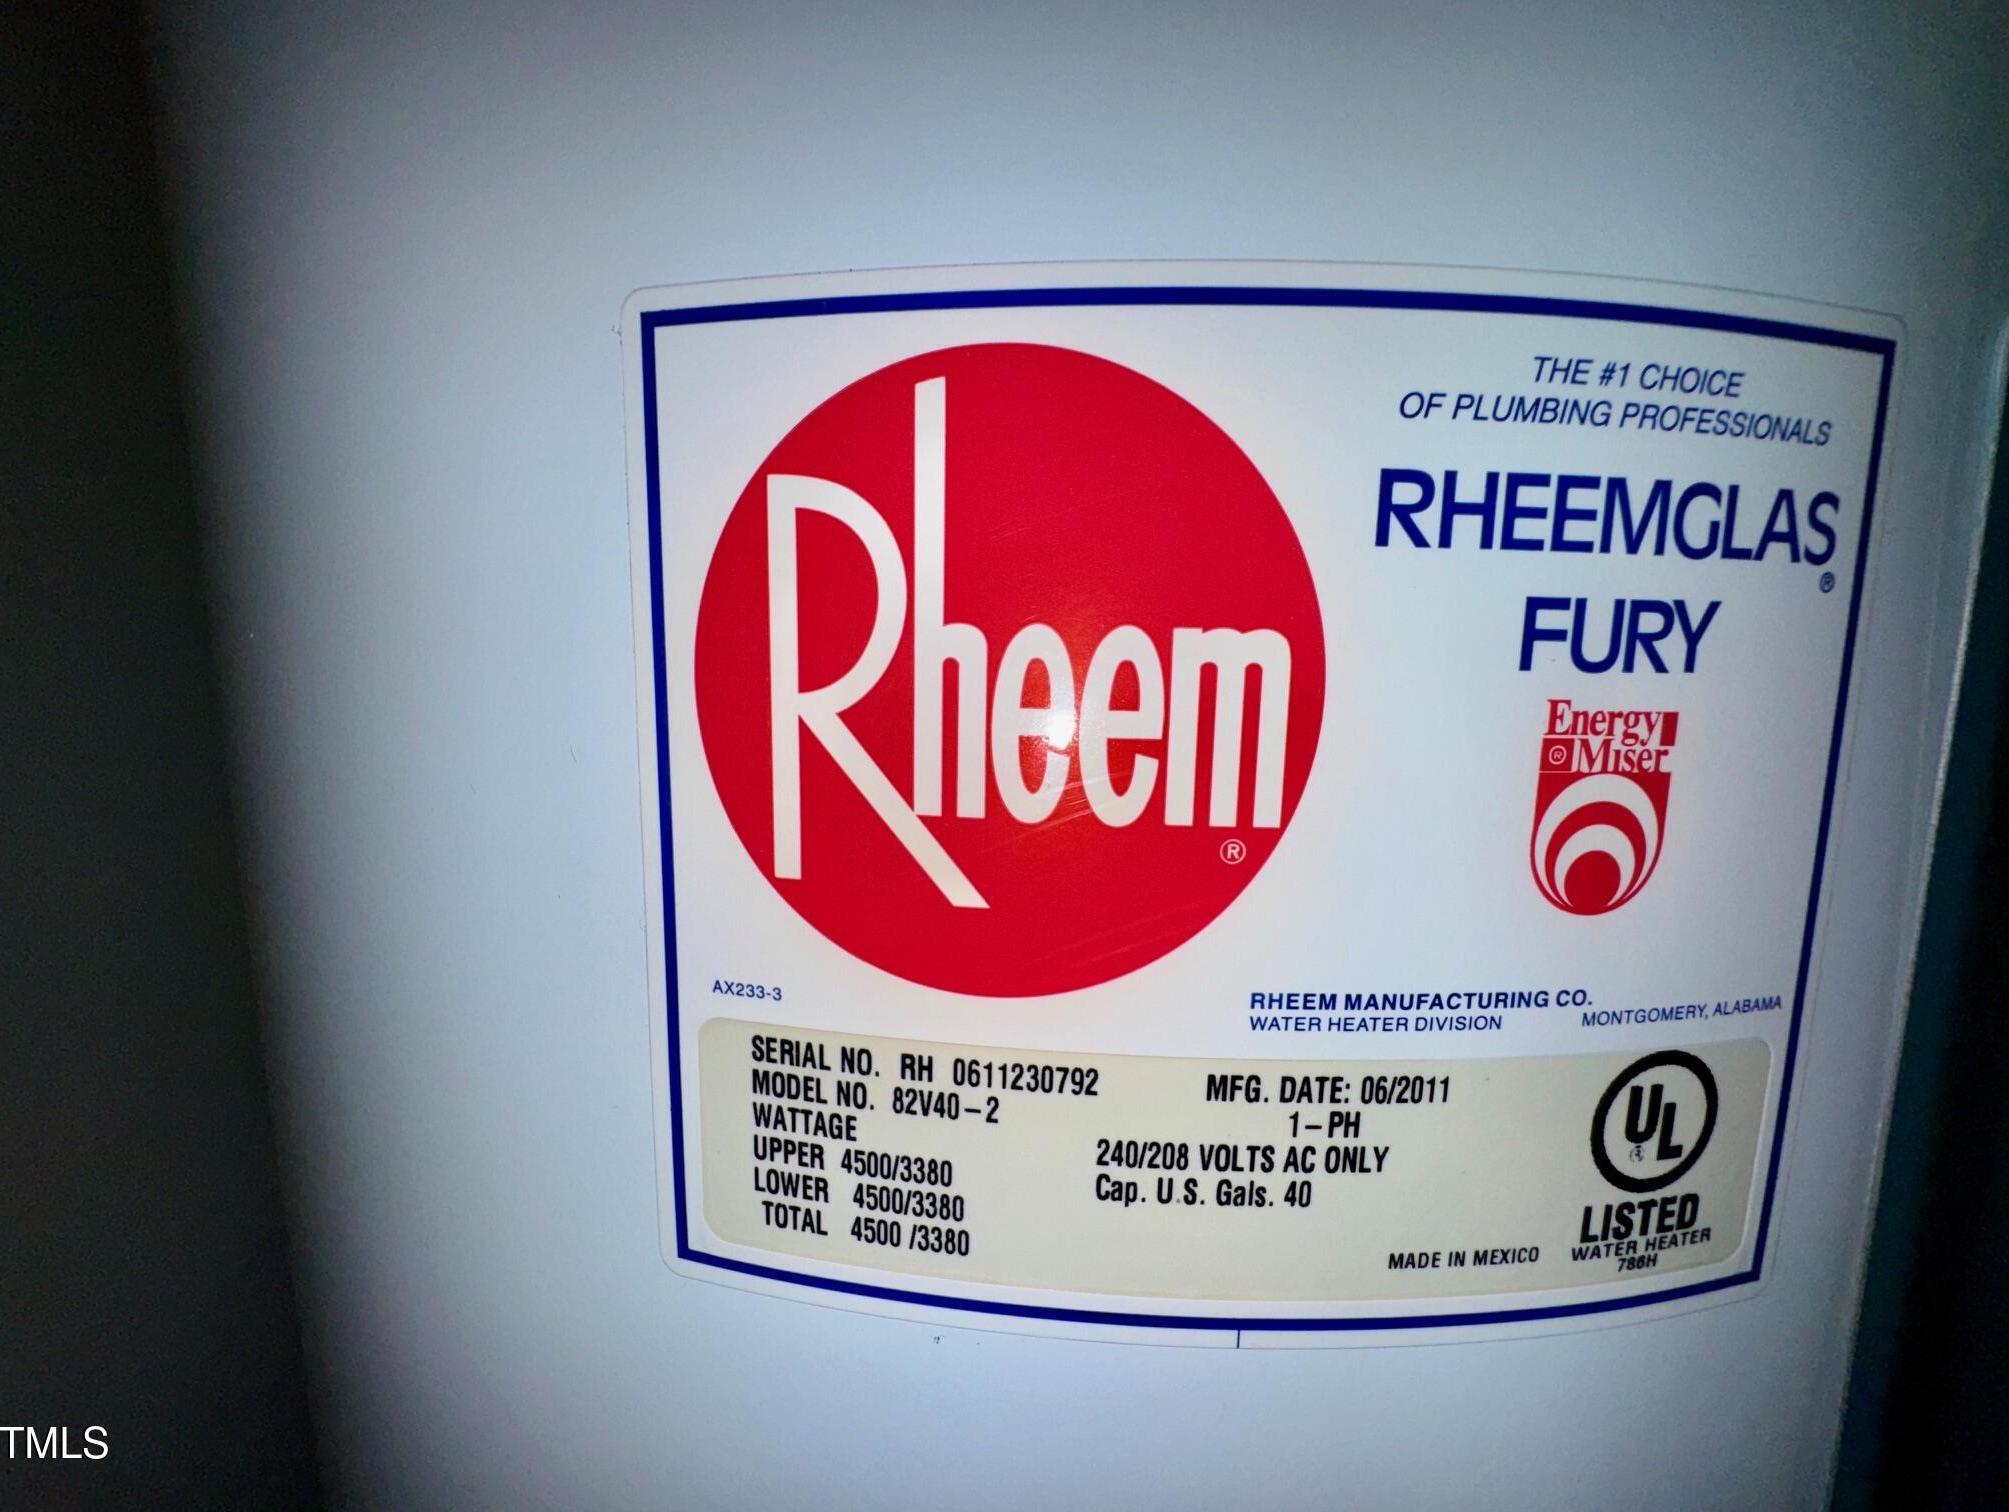 THE #1 CHOICE
OF PLUMBING PROFESSIONALS
Rheem®
RHEEMGLAS®
FURY
Energy
® Miser
AX233-3
RHEEM MANUFACTURING CO.
WATER HEATER DIVISION MONTGOMERY, ALABAMA
SERIAL NO. RH 0611230792 MFG. DATE: 06/2011
MODEL NO. 82V40-2 1-PH
WATTAGE
UPPER 4500/3380 240/208 VOLTS AC ONLY
LOWER 4500/3380 Cap. U.S. Gals. 40
TOTAL 4500 /3380
UL ®
LISTED
WATER HEATER
786H
MADE IN MEXICO
TMLS